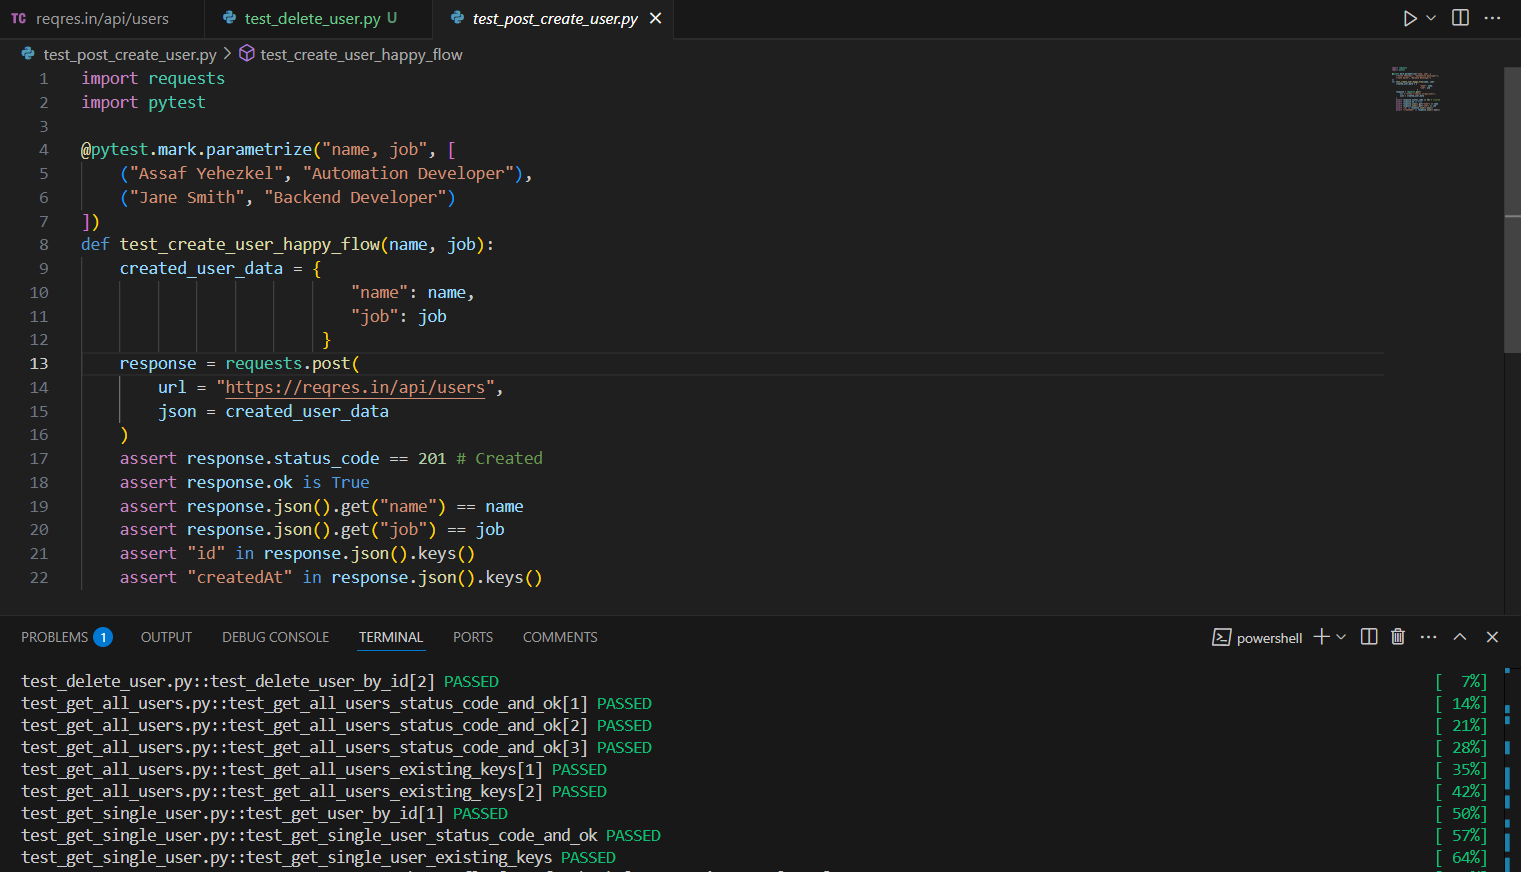 TC reqres.in/api/users test_delete_user.py U test_post_create_user.py
test_post_create_user.py > test_create_user_happy_flow
1 import requests
2 import pytest
3
4 @pytest.mark.parametrize("name, job", [
5 ("Assaf Yehezkel", "Automation Developer"),
6 ("Jane Smith", "Backend Developer")
7 ])
8 def test_create_user_happy_flow(name, job):
9 created_user_data = {
10 "name": name,
11 "job": job
12 }
13 response = requests.post(
14 url = "https://reqres.in/api/users",
15 json = created_user_data
16 )
17 assert response.status_code == 201 # Created
18 assert response.ok is True
19 assert response.json().get("name") == name
20 assert response.json().get("job") == job
21 assert "id" in response.json().keys()
22 assert "createdAt" in response.json().keys()
PROBLEMS 1 OUTPUT DEBUG CONSOLE TERMINAL PORTS COMMENTS powershell
test_delete_user.py::test_delete_user_by_id[2] PASSED [ 7%]
test_get_all_users.py::test_get_all_users_status_code_and_ok[1] PASSED [ 14%]
test_get_all_users.py::test_get_all_users_status_code_and_ok[2] PASSED [ 21%]
test_get_all_users.py::test_get_all_users_status_code_and_ok[3] PASSED [ 28%]
test_get_all_users.py::test_get_all_users_existing_keys[1] PASSED [ 35%]
test_get_all_users.py::test_get_all_users_existing_keys[2] PASSED [ 42%]
test_get_single_user.py::test_get_user_by_id[1] PASSED [ 50%]
test_get_single_user.py::test_get_single_user_status_code_and_ok PASSED [ 57%]
test_get_single_user.py::test_get_single_user_existing_keys PASSED [ 64%]